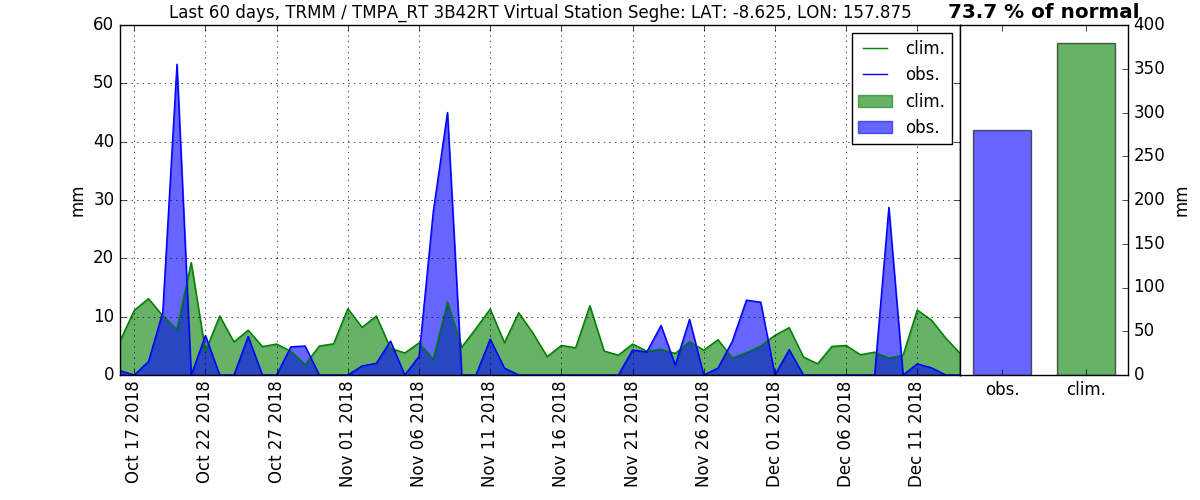 Last 60 days, TRMM / TMPA_RT 3B42RT Virtual Station Seghe: LAT: -8.625, LON: 157.875
73.7 % of normal
60
50
40
30
20
10
0
mm
clim.
obs.
clim.
obs.
400
350
300
250
200
150
100
50
0
mm
Oct 17 2018
Oct 22 2018
Oct 27 2018
Nov 01 2018
Nov 06 2018
Nov 11 2018
Nov 16 2018
Nov 21 2018
Nov 26 2018
Dec 01 2018
Dec 06 2018
Dec 11 2018
obs.
clim.